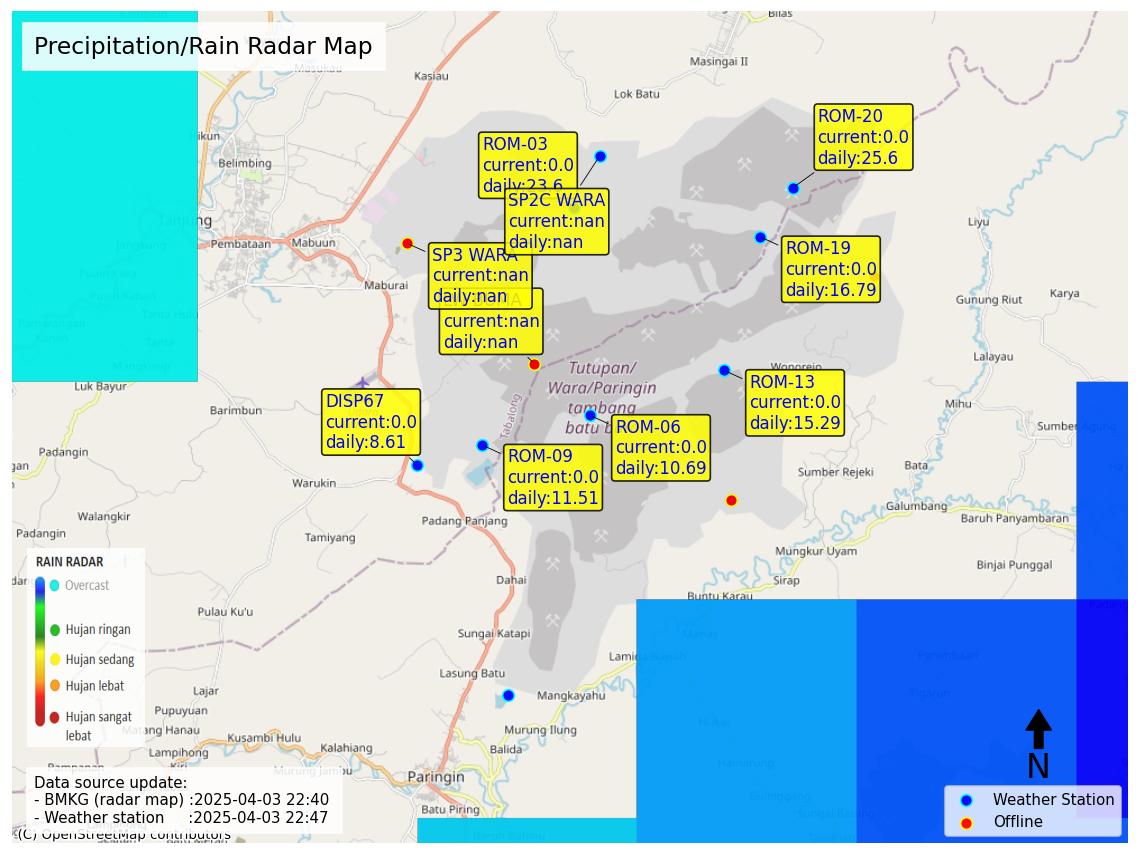 Precipitation/Rain Radar Map
Bilas
Masingai II
Kasiau
Lok Batu
Belimbing
Tanjung
Pembataan
Mabuun
Maburai
Luk Bayur
Barimbun
Padangin
Warukin
Walangkir
Padangin
Tamiyang
Padang Panjang
Dahai
Pulau Ku'u
Sungai Katapi
Lasung Batu
Lajar
Pupuyuan
Matang Hanau
Lampihong
Kusambi Hulu
Kalahiang
Murung Jambu
Paringin
Batu Piring
Balida
Murung Ilung
Mangkayahu
Buntu Karau
Sirap
Mungkur Uyam
Binjai Punggal
Baruh Panyambaran
Galumbang
Bata
Sumber Rejeki
Mihu
Lalayau
Gunung Riut
Karya
Liyu
Wonorejo
Tabalong
Tutupan/
Wara/Paringin
tambang
ROM-03
current:0.0
daily:23.6
SP2C WARA
current:nan
daily:nan
ROM-20
current:0.0
daily:25.6
ROM-19
current:0.0
daily:16.79
SP3 WARA
current:nan
daily:nan
current:nan
daily:nan
ROM-13
current:0.0
daily:15.29
DISP67
current:0.0
daily:8.61
ROM-06
current:0.0
daily:10.69
ROM-09
current:0.0
daily:11.51
RAIN RADAR
Overcast
Hujan ringan
Hujan sedang
Hujan lebat
Hujan sangat
lebat
Data source update:
- BMKG (radar map) :2025-04-03 22:40
- Weather station :2025-04-03 22:47
(C) OpenStreetMap contributors
N
Weather Station
Offline